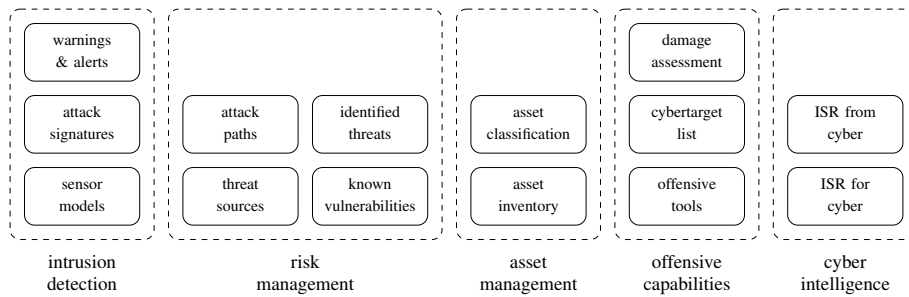 warnings
& alerts
attack
signatures
sensor
models
intrusion
detection
attack
paths
identified
threats
threat
sources
known
vulnerabilities
risk
management
asset
classification
asset
inventory
asset
management
damage
assessment
cybertarget
list
offensive
tools
offensive
capabilities
ISR from
cyber
ISR for
cyber
cyber
intelligence